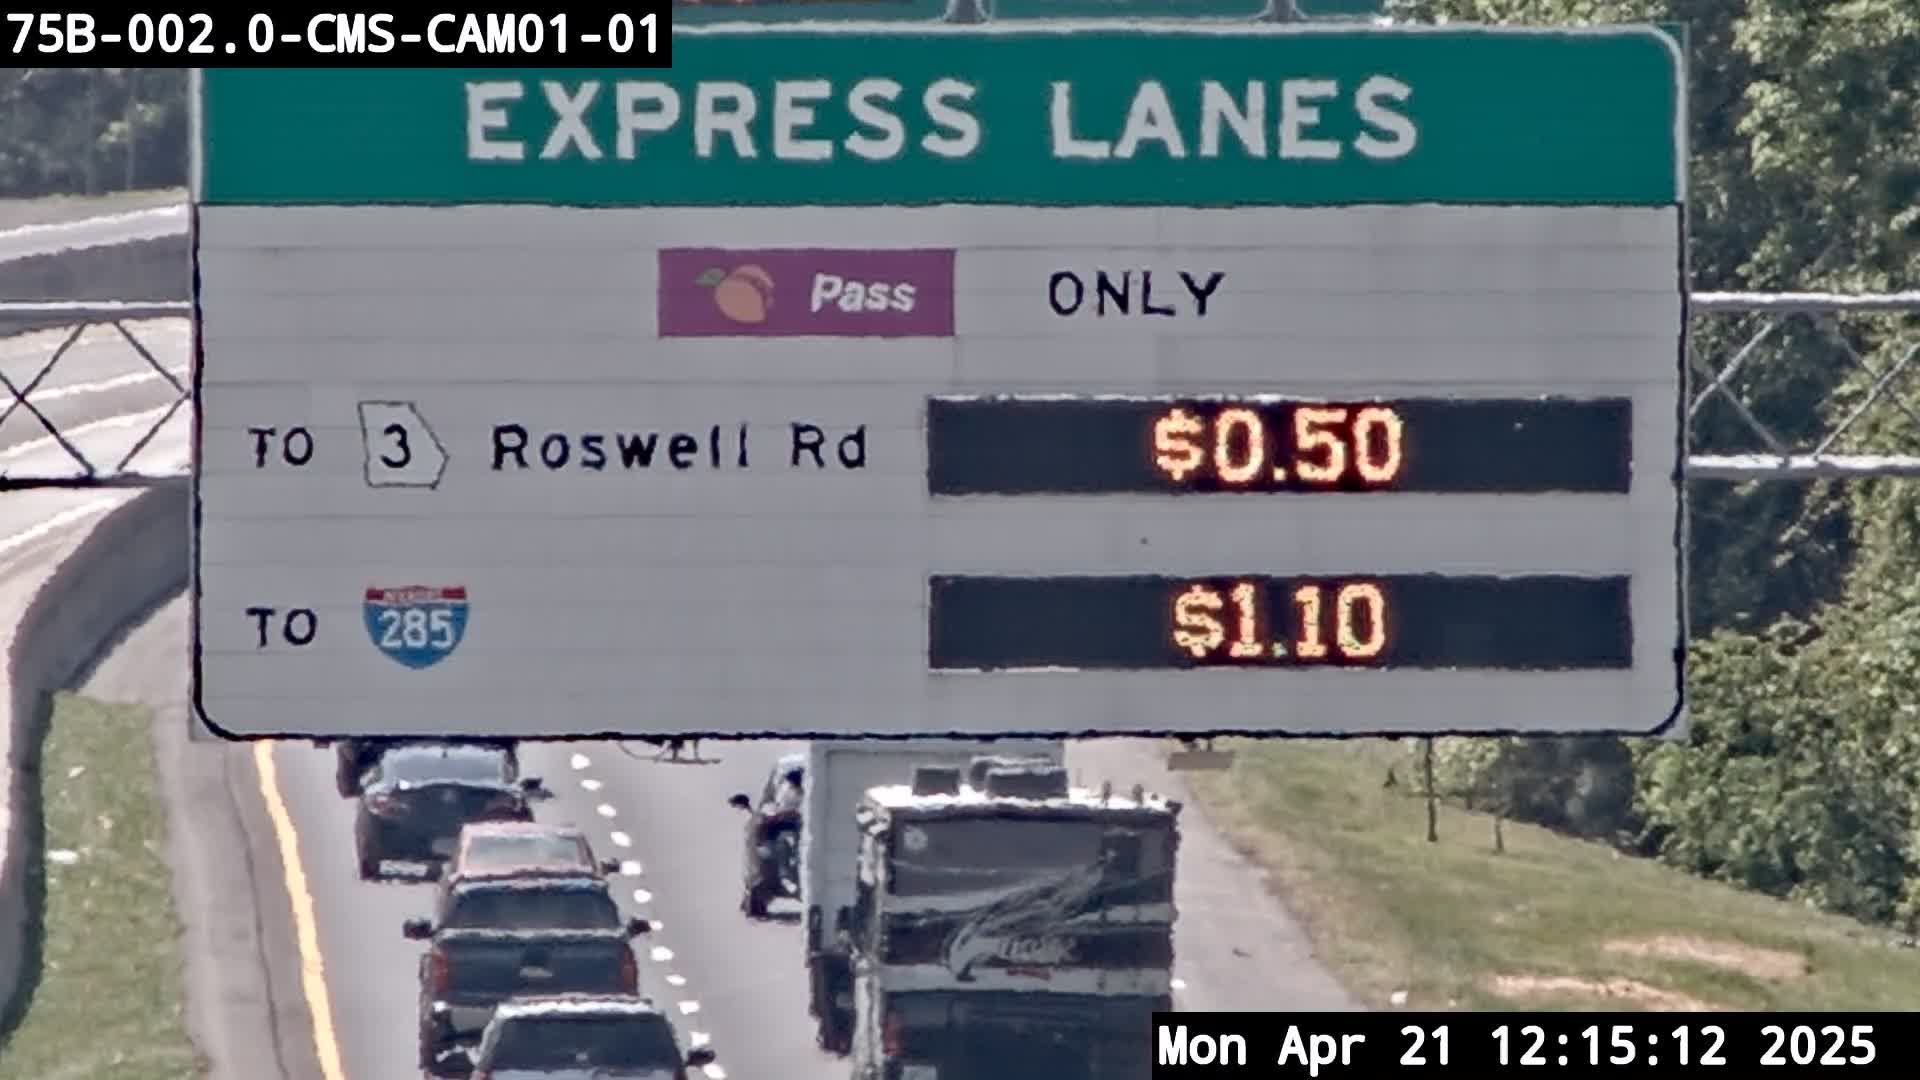 75B-002.0-CMS-CAM01-01
EXPRESS LANES
Pass ONLY
TO 3 Roswell Rd $0.50
TO 285 $1.10
Mon Apr 21 12:15:12 2025